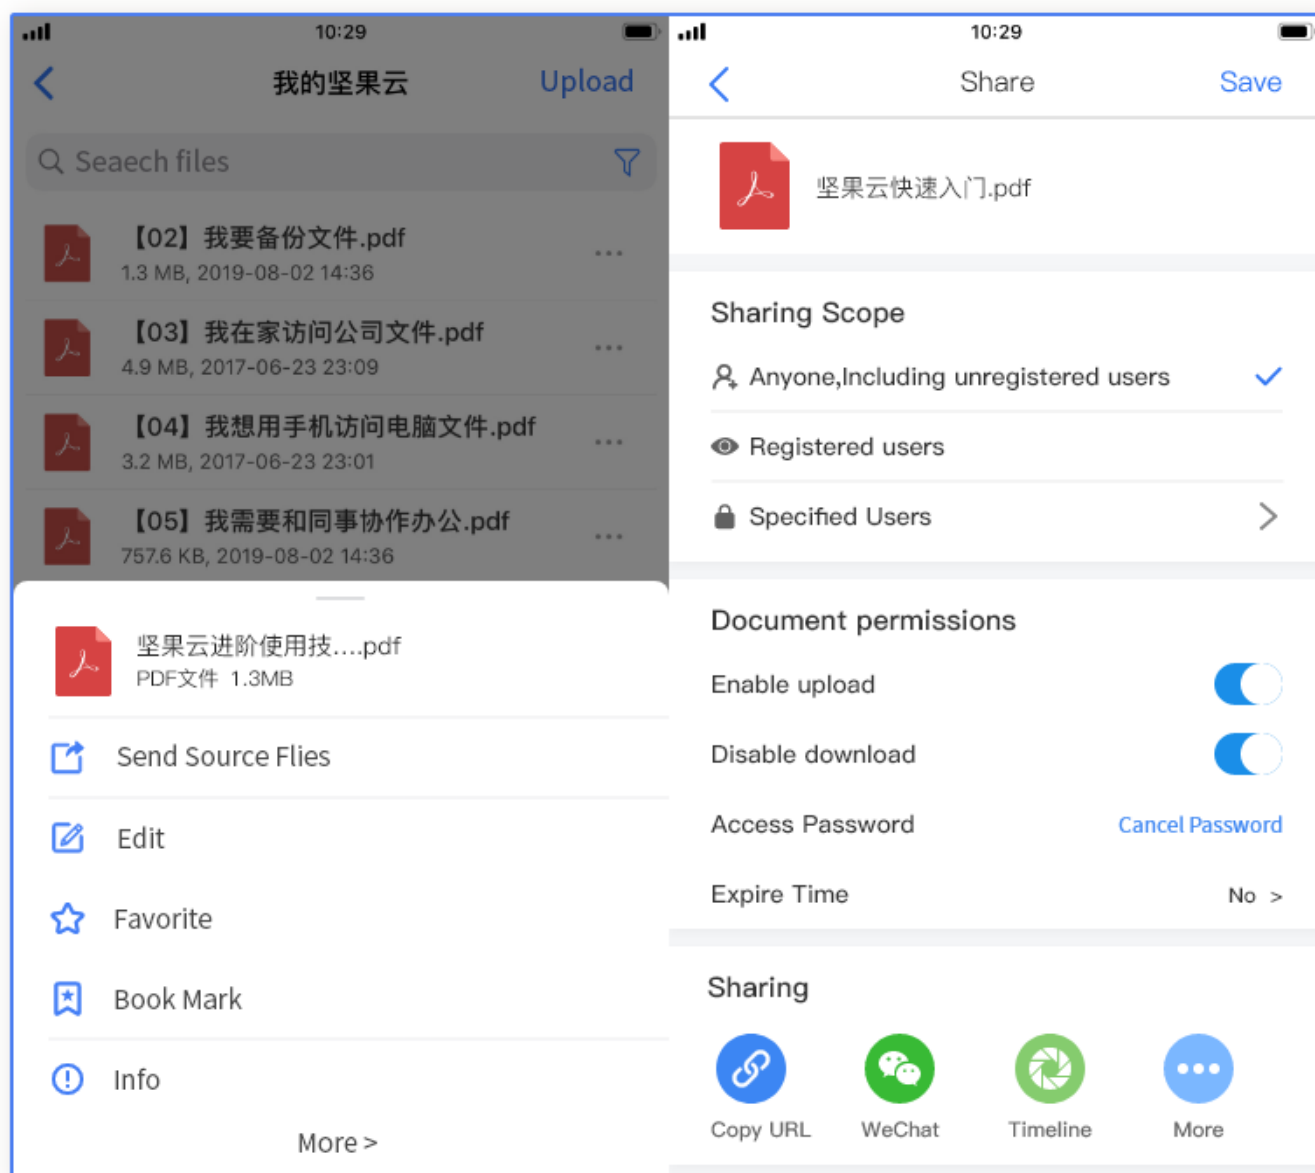 10:29
我的坚果云
Upload
Seaech files
【02】我要备份文件.pdf
1.3 MB, 2019-08-02 14:36
【03】我在家访问公司文件.pdf
4.9 MB, 2017-06-23 23:09
【04】我想用手机访问电脑文件.pdf
3.2 MB, 2017-06-23 23:01
【05】我需要和同事协作办公.pdf
757.6 KB, 2019-08-02 14:36
坚果云进阶使用技....pdf
PDF文件 1.3MB
Send Source Flies
Edit
Favorite
Book Mark
Info
More >
10:29
Share
Save
坚果云快速入门.pdf
Sharing Scope
Anyone,Including unregistered users
Registered users
Specified Users
Document permissions
Enable upload
Disable download
Access Password
Cancel Password
Expire Time
No >
Sharing
Copy URL
WeChat
Timeline
More